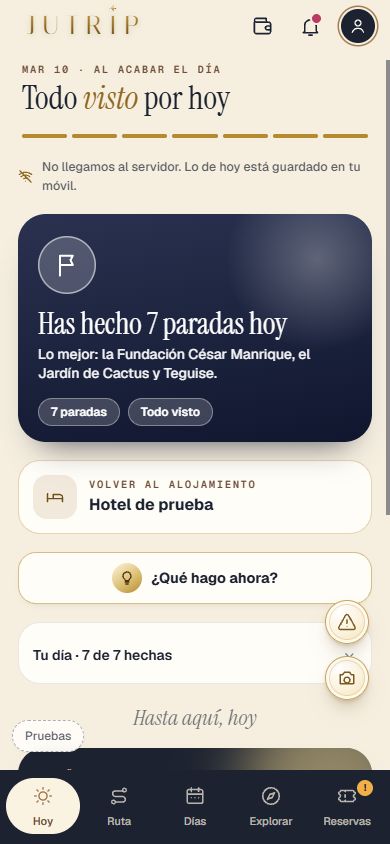 JUTRIP
MAR 10 · AL ACABAR EL DÍA
Todo visto por hoy
No llegamos al servidor. Lo de hoy está guardado en tu
móvil.
Has hecho 7 paradas hoy
Lo mejor: la Fundación César Manrique, el
Jardín de Cactus y Teguise.
7 paradas
Todo visto
VOLVER AL ALOJAMIENTO
Hotel de prueba
¿Qué hago ahora?
Tu día · 7 de 7 hechas
Hasta aquí, hoy
Pruebas
!
Hoy
Ruta
Días
Explorar
Reservas